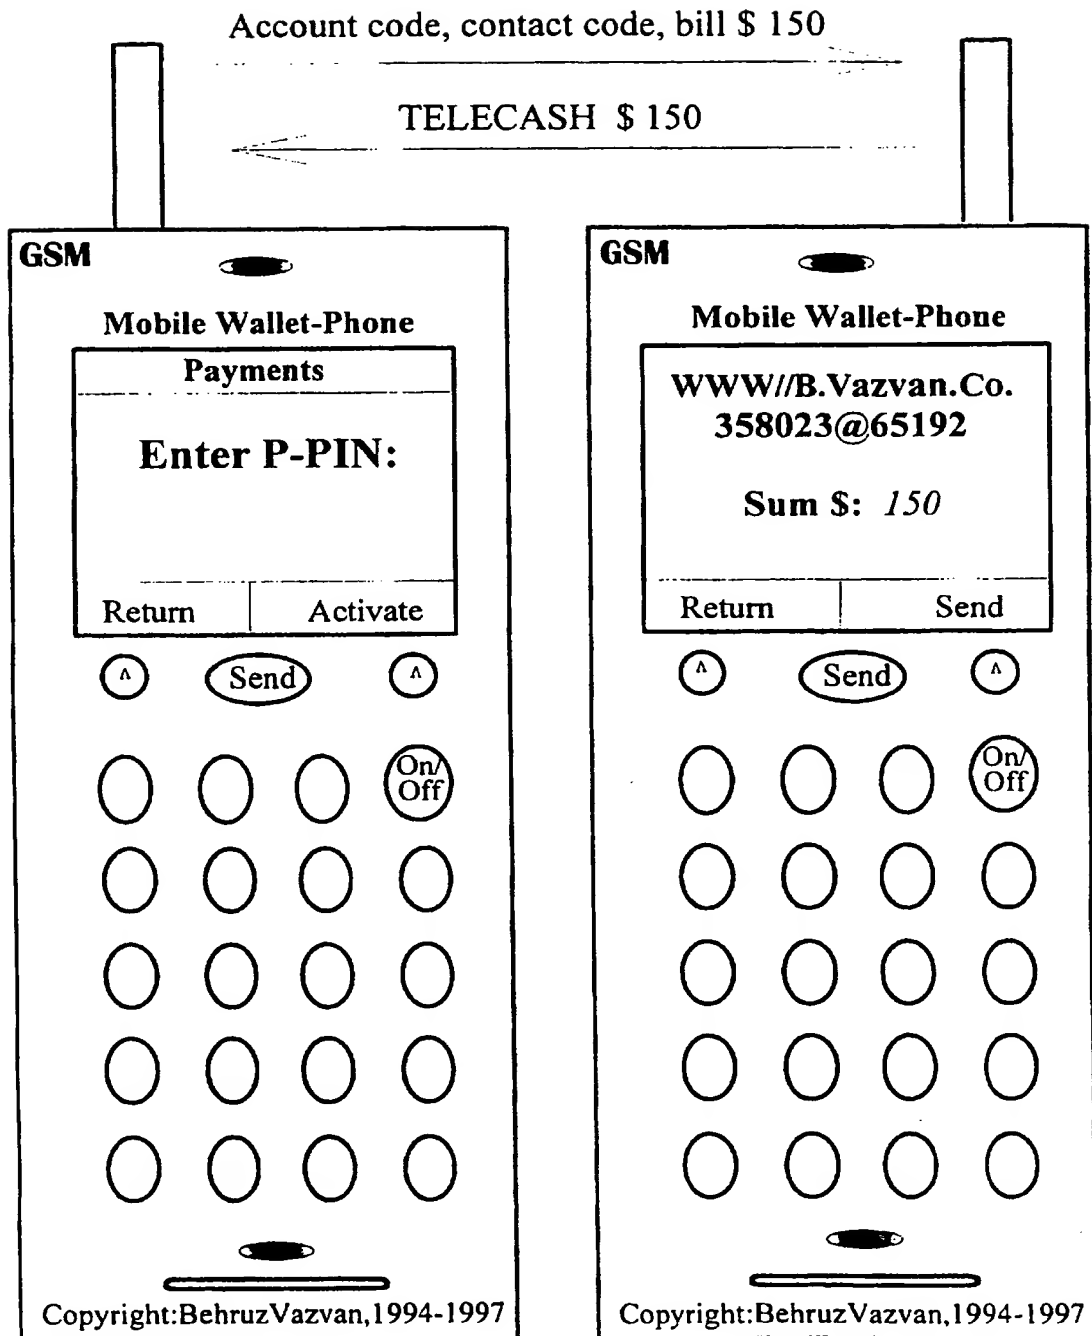 Account code, contact code, bill $ 150
TELECASH $ 150
GSM
Mobile Wallet-Phone
Payments
Enter P-PIN:
Return Activate
^ Send ^
On/
Off
Copyright:BehruzVazvan,1994-1997
GSM
Mobile Wallet-Phone
WWW//B.Vazvan.Co.
358023@65192
Sum $: 150
Return Send
^ Send ^
On/
Off
Copyright:BehruzVazvan,1994-1997